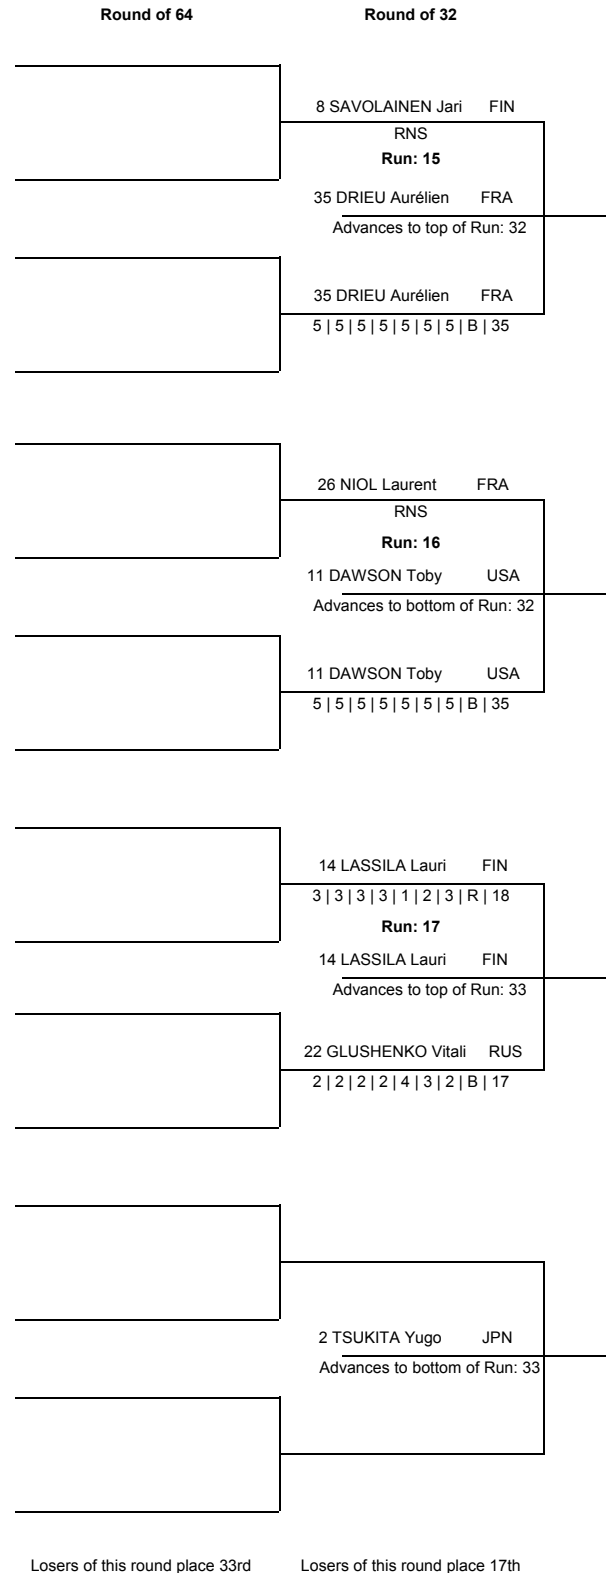 Round of 64 Round of 32
8 SAVOLAINEN Jari FIN
RNS
Run: 15
35 DRIEU Aurélien FRA
Advances to top of Run: 32
35 DRIEU Aurélien FRA
5 | 5 | 5 | 5 | 5 | 5 | 5 | B | 35
26 NIOL Laurent FRA
RNS
Run: 16
11 DAWSON Toby USA
Advances to bottom of Run: 32
11 DAWSON Toby USA
5 | 5 | 5 | 5 | 5 | 5 | 5 | B | 35
14 LASSILA Lauri FIN
3 | 3 | 3 | 3 | 1 | 2 | 3 | R | 18
Run: 17
14 LASSILA Lauri FIN
Advances to top of Run: 33
22 GLUSHENKO Vitali RUS
2 | 2 | 2 | 2 | 4 | 3 | 2 | B | 17
2 TSUKITA Yugo JPN
Advances to bottom of Run: 33
Losers of this round place 33rd Losers of this round place 17th